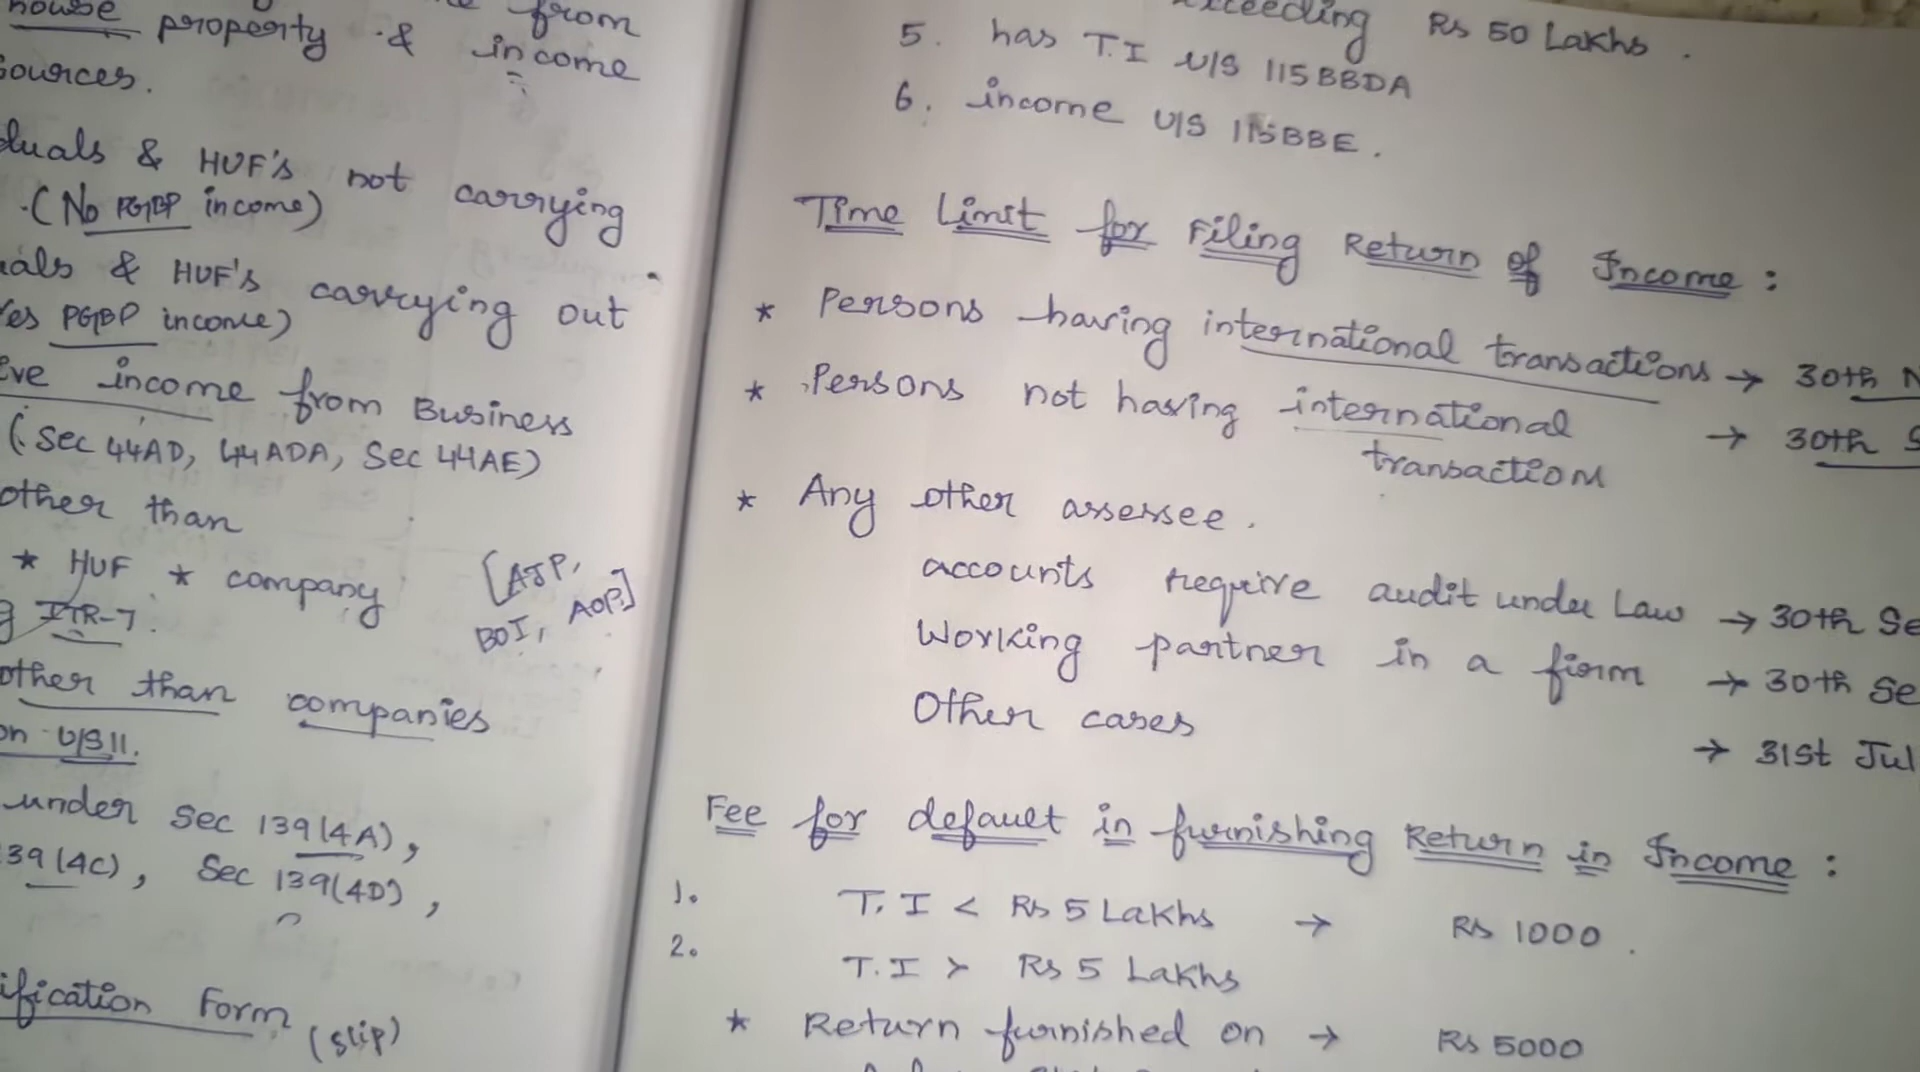 house property & income from
sources.
HUF's not carrying
(No PGBP income)
& HUF's carrying out
PGBP income)
income from Business
(Sec 44AD, 44ADA, Sec 44AE)
other than
* HUF * company [AJP, BOI, AOP]
ITR-7.
other than companies
U/S 11.
under Sec 139(4A),
39(4C), Sec 139(4D),
Form (slip)
Rs 50 Lakhs.
5. has T.I U/S 115BBDA
6. income U/S 115BBE.
Time Limit for Filing Return of Income :
* Persons having international transactions → 30th
* Persons not having international transaction → 30th
* Any other assessee.
accounts require audit under Law → 30th Se
Working partner in a firm → 30th Se
Other cases → 31st Jul
Fee for default in furnishing Return in Income :
1. T.I < Rs 5 Lakhs → Rs 1000.
2. T.I > Rs 5 Lakhs
* Return furnished on → Rs 5000